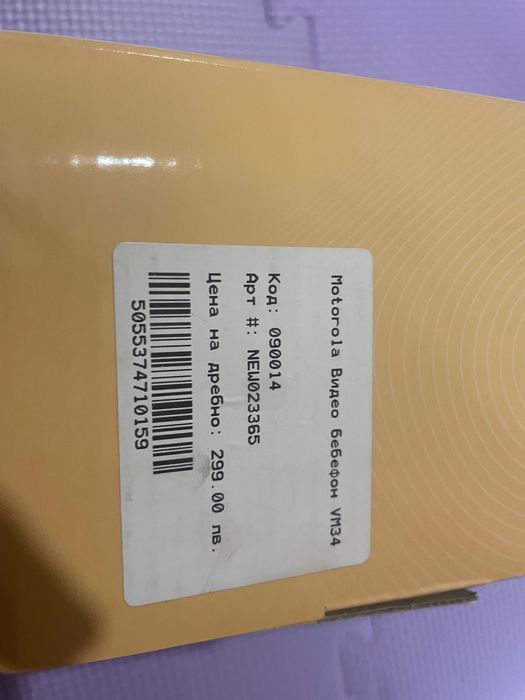 Motorola Видео бебефон VM34
Код: 090014
Арт #: NEW023365
Цена на дребно: 299.00 лв.
5055374710159